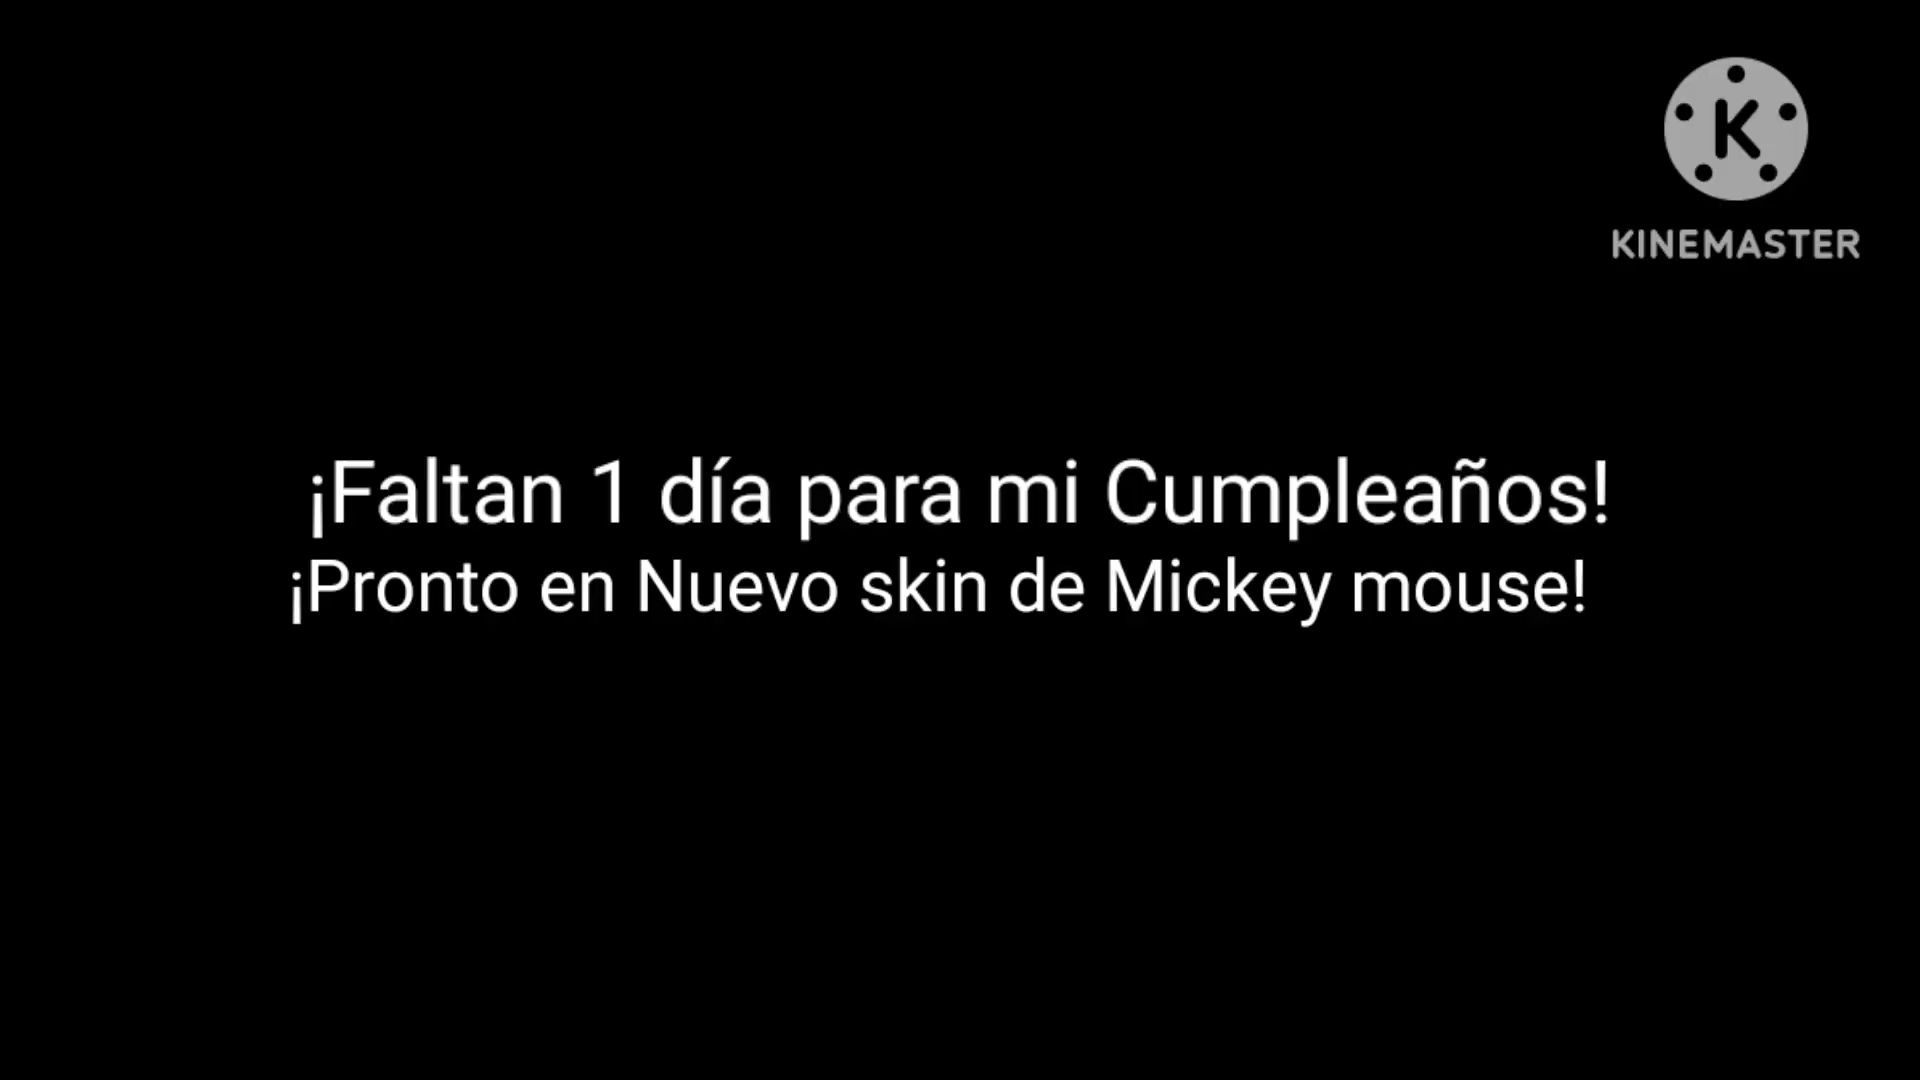 K
KINEMASTER
¡Faltan 1 día para mi Cumpleaños!
¡Pronto en Nuevo skin de Mickey mouse!